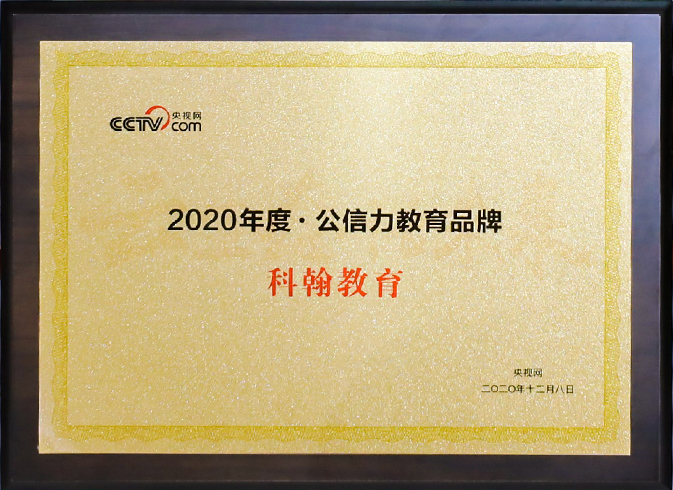 CCTV 央视网
com
2020年度·公信力教育品牌
科翰教育
央视网
二〇二〇年十二月八日